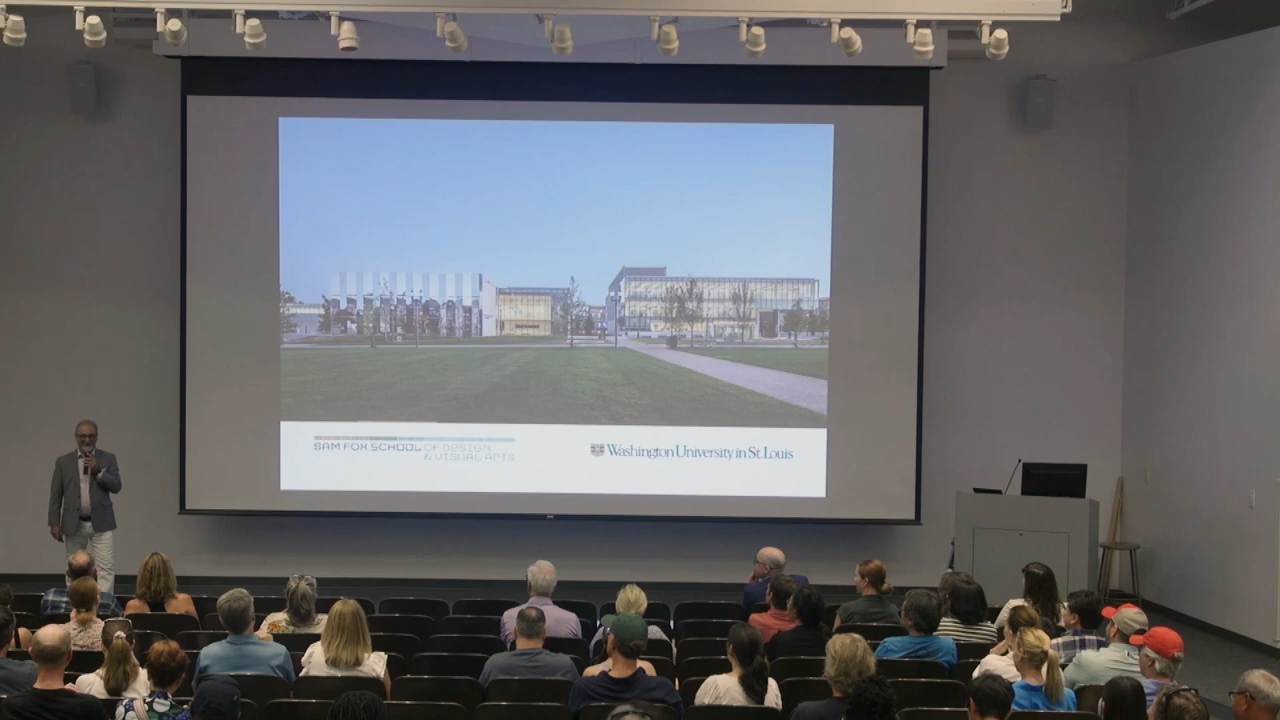 SAM FOX SCHOOL OF DESIGN
& VISUAL ARTS
Washington University in St. Louis